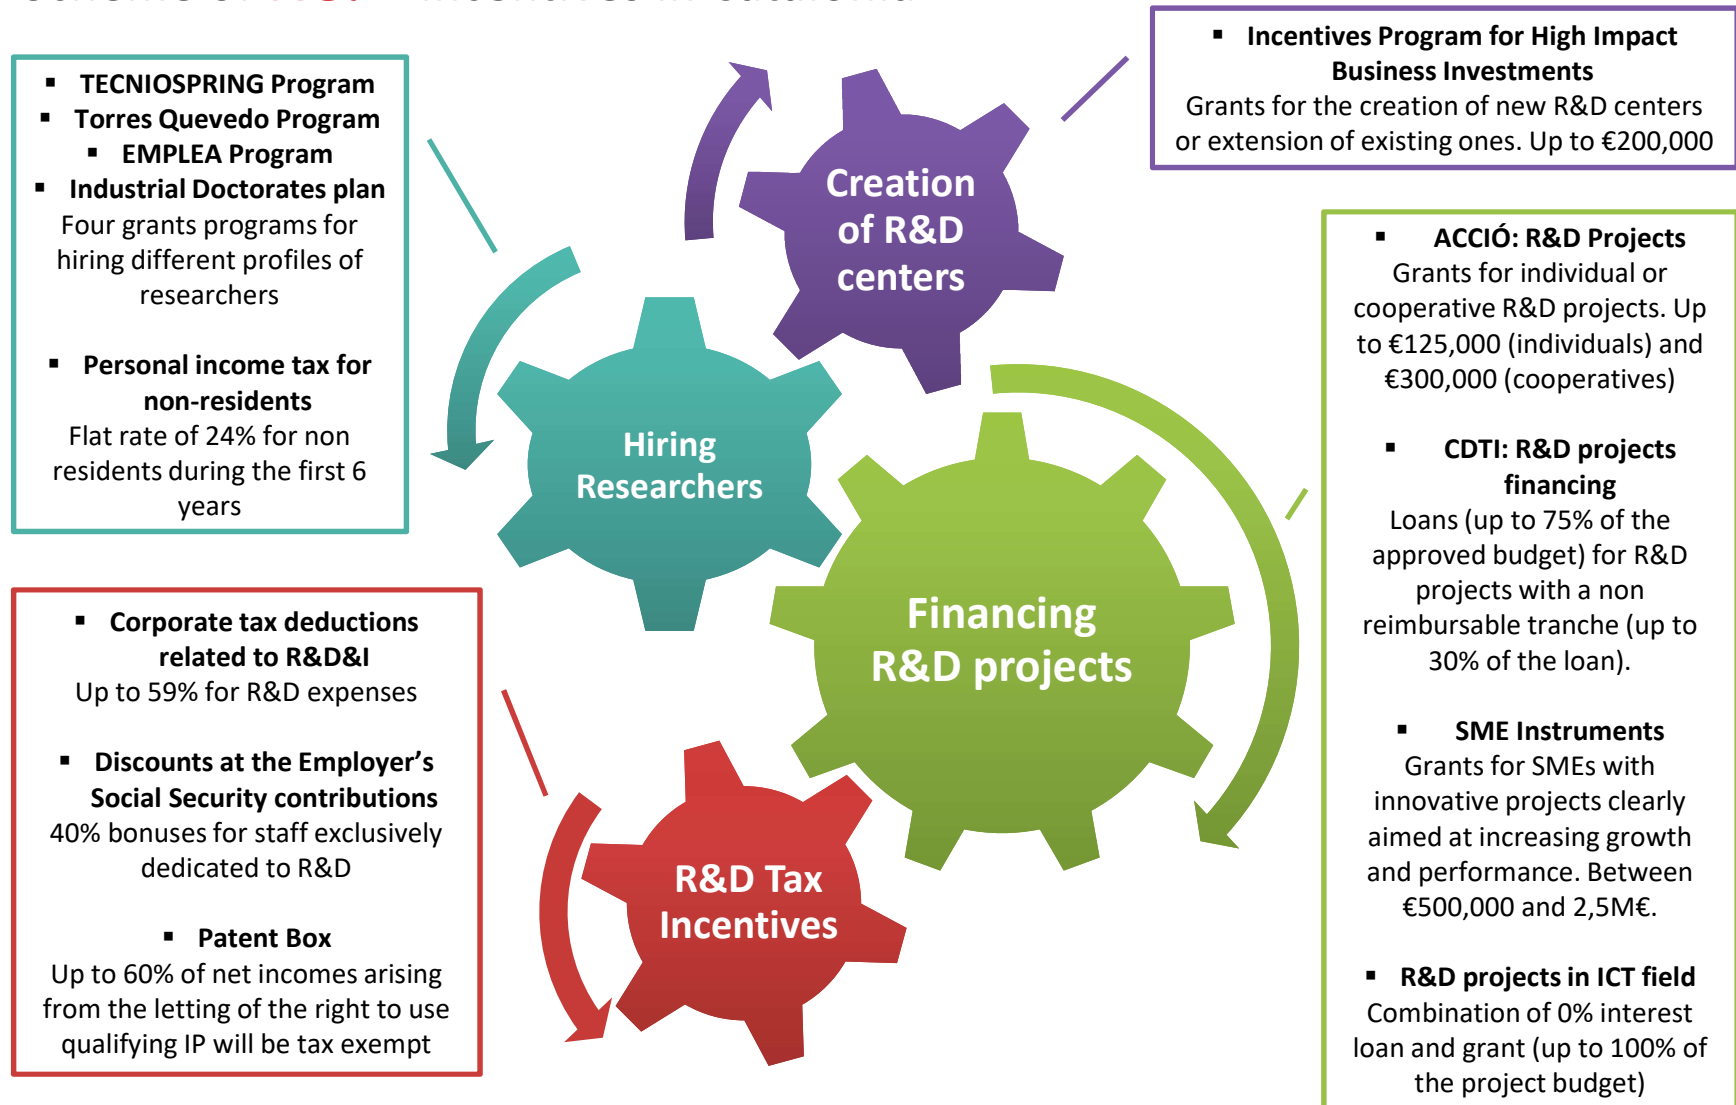 ▪ TECNIOSPRING Program
▪ Torres Quevedo Program
▪ EMPLEA Program
▪ Industrial Doctorates plan
Four grants programs for
hiring different profiles of
researchers
▪ Personal income tax for
non-residents
Flat rate of 24% for non
residents during the first 6
years
▪ Incentives Program for High Impact
Business Investments
Grants for the creation of new R&D centers
or extension of existing ones. Up to €200,000
Creation
of R&D
centers
Hiring
Researchers
Financing
R&D projects
R&D Tax
Incentives
▪ ACCIÓ: R&D Projects
Grants for individual or
cooperative R&D projects. Up
to €125,000 (individuals) and
€300,000 (cooperatives)
▪ CDTI: R&D projects
financing
Loans (up to 75% of the
approved budget) for R&D
projects with a non
reimbursable tranche (up to
30% of the loan).
▪ SME Instruments
Grants for SMEs with
innovative projects clearly
aimed at increasing growth
and performance. Between
€500,000 and 2,5M€.
▪ R&D projects in ICT field
Combination of 0% interest
loan and grant (up to 100% of
the project budget)
▪ Corporate tax deductions
related to R&D&I
Up to 59% for R&D expenses
▪ Discounts at the Employer’s
Social Security contributions
40% bonuses for staff exclusively
dedicated to R&D
▪ Patent Box
Up to 60% of net incomes arising
from the letting of the right to use
qualifying IP will be tax exempt